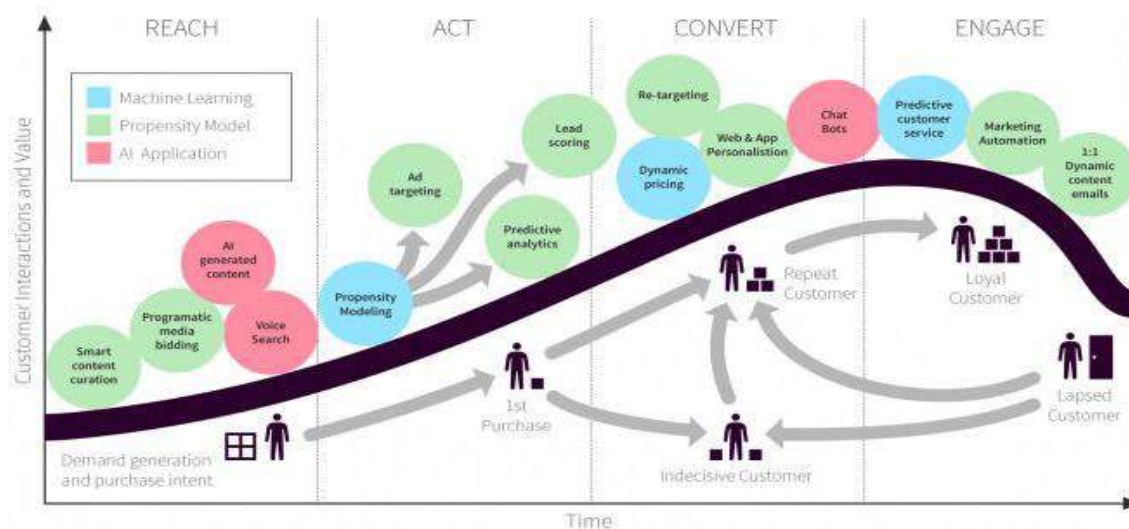 REACH
ACT
CONVERT
ENGAGE
Customer Interactions and Value
Machine Learning
Propensity Model
AI Application
Smart
content
curation
Programatic
media
bidding
AI
generated
content
Voice
Search
Propensity
Modeling
Ad
targeting
Lead
scoring
Predictive
analytics
Re-targeting
Dynamic
pricing
Web & App
Personalistion
Chat
Bots
Predictive
customer
service
Marketing
Automation
1:1
Dynamic
content
emails
Demand generation
and purchase intent
1st
Purchase
Repeat
Customer
Indecisive Customer
Loyal
Customer
Lapsed
Customer
Time